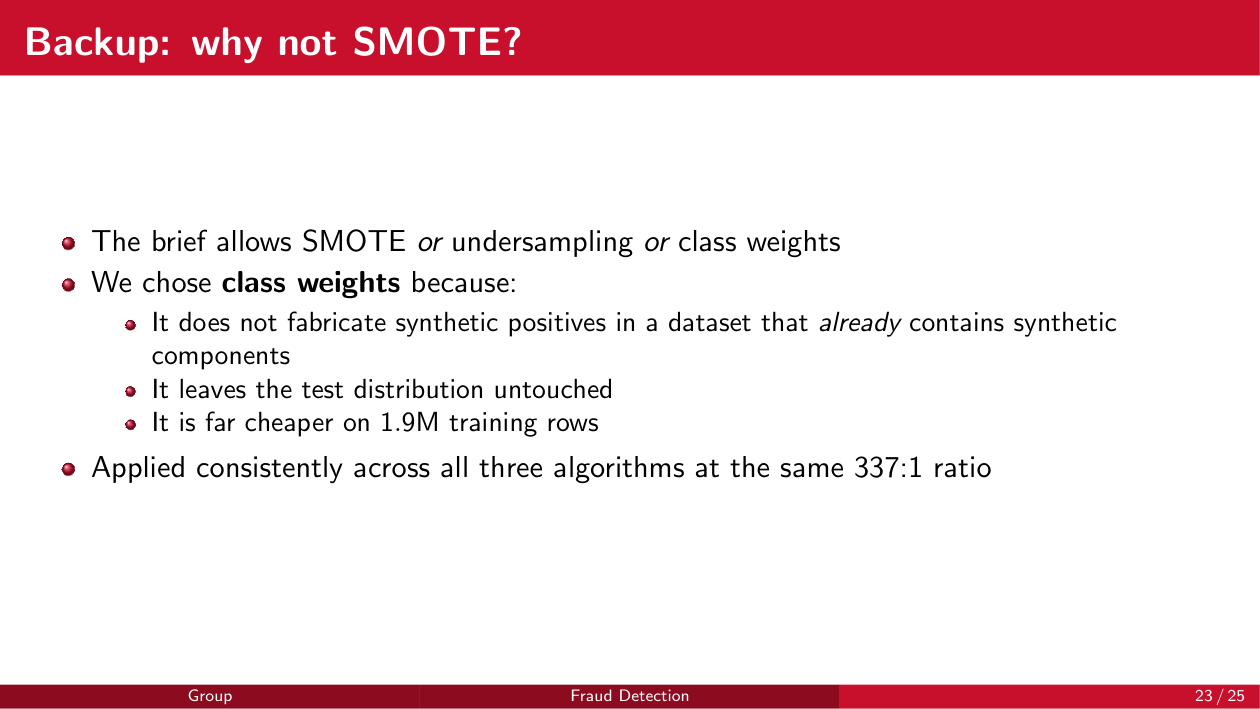 Backup: why not SMOTE?
The brief allows SMOTE or undersampling or class weights
We chose class weights because:
It does not fabricate synthetic positives in a dataset that already contains synthetic
components
It leaves the test distribution untouched
It is far cheaper on 1.9M training rows
Applied consistently across all three algorithms at the same 337:1 ratio
Group
Fraud Detection
23 / 25